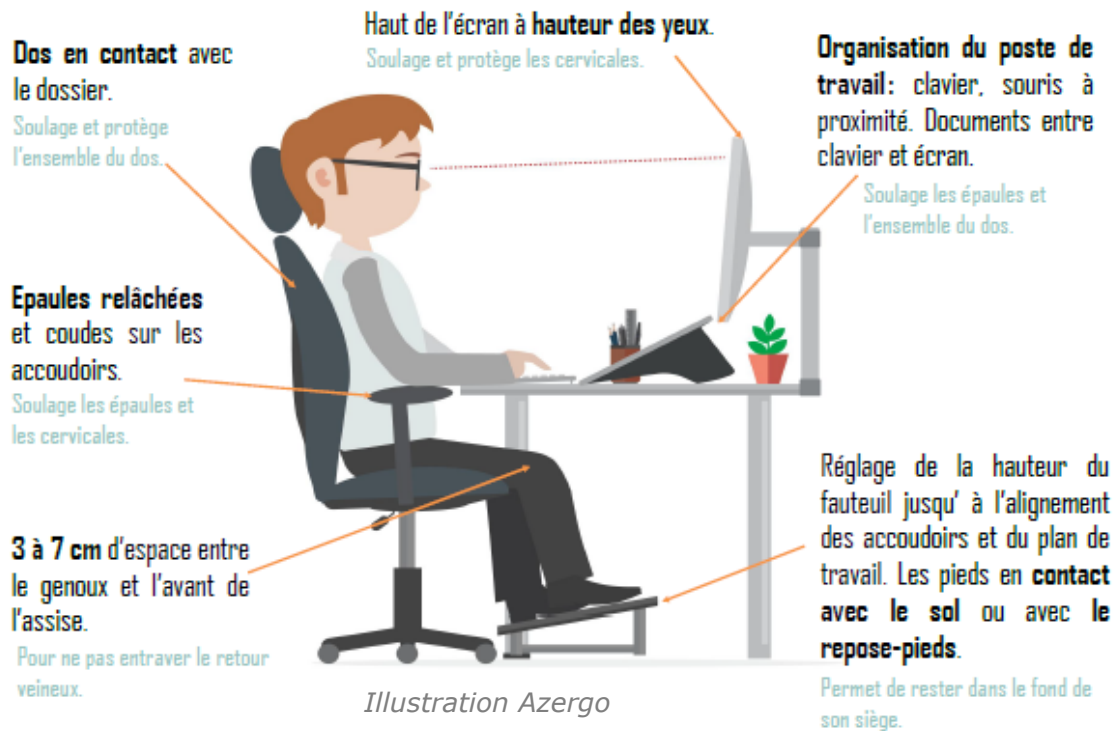 Dos en contact avec
le dossier.
Soulage et protège
l'ensemble du dos.
Haut de l'écran à hauteur des yeux.
Soulage et protège les cervicales.
Organisation du poste de
travail: clavier, souris à
proximité. Documents entre
clavier et écran.
Soulage les épaules et
l'ensemble du dos.
Epaules relâchées
et coudes sur les
accoudoirs.
Soulage les épaules et
les cervicales.
3 à 7 cm d'espace entre
le genoux et l'avant de
l'assise.
Pour ne pas entraver le retour
veineux.
Réglage de la hauteur du
fauteuil jusqu' à l'alignement
des accoudoirs et du plan de
travail. Les pieds en contact
avec le sol ou avec le
repose-pieds.
Permet de rester dans le fond de
son siège.
Illustration Azergo